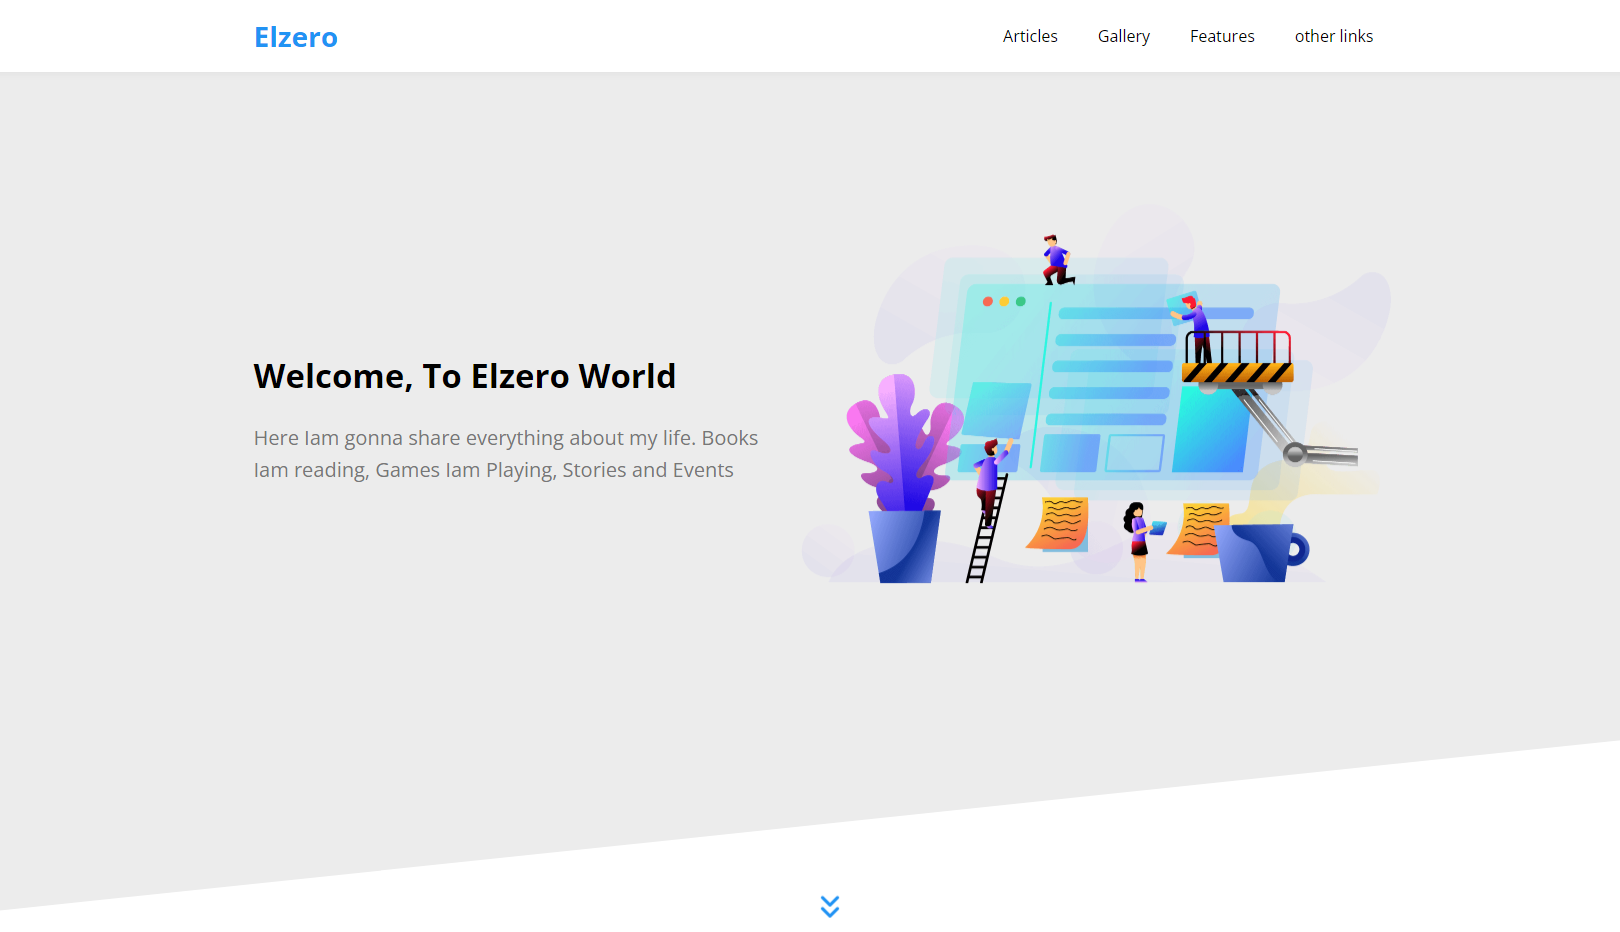 Elzero
Articles
Gallery
Features
other links
Welcome, To Elzero World
Here Iam gonna share everything about my life. Books
Iam reading, Games Iam Playing, Stories and Events